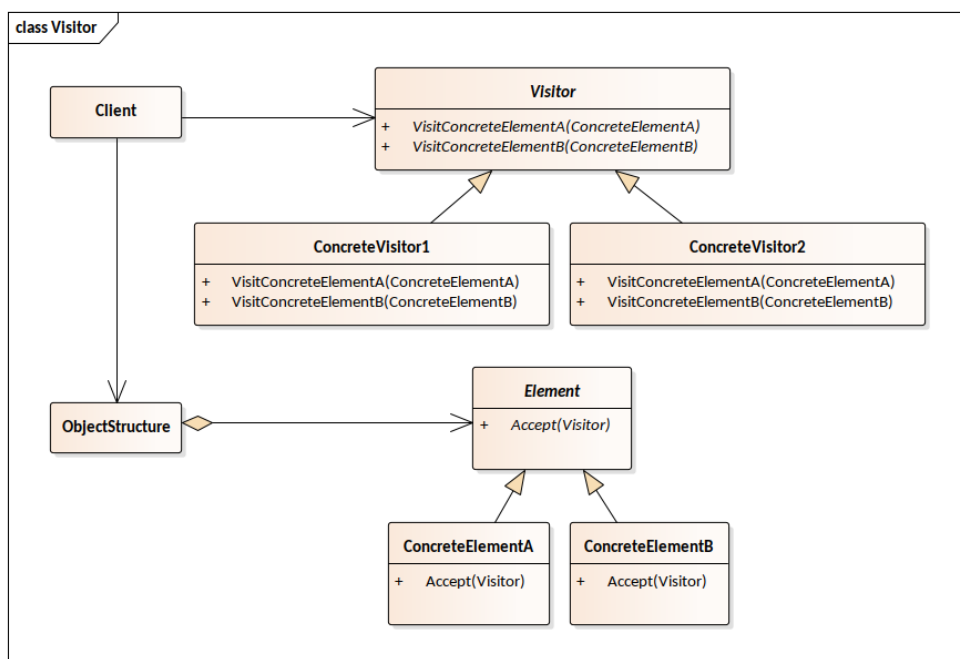 class Visitor
Client
Visitor
+ VisitConcreteElementA(ConcreteElementA)
+ VisitConcreteElementB(ConcreteElementB)
ConcreteVisitor1
+ VisitConcreteElementA(ConcreteElementA)
+ VisitConcreteElementB(ConcreteElementB)
ConcreteVisitor2
+ VisitConcreteElementA(ConcreteElementA)
+ VisitConcreteElementB(ConcreteElementB)
ObjectStructure
Element
+ Accept(Visitor)
ConcreteElementA
+ Accept(Visitor)
ConcreteElementB
+ Accept(Visitor)